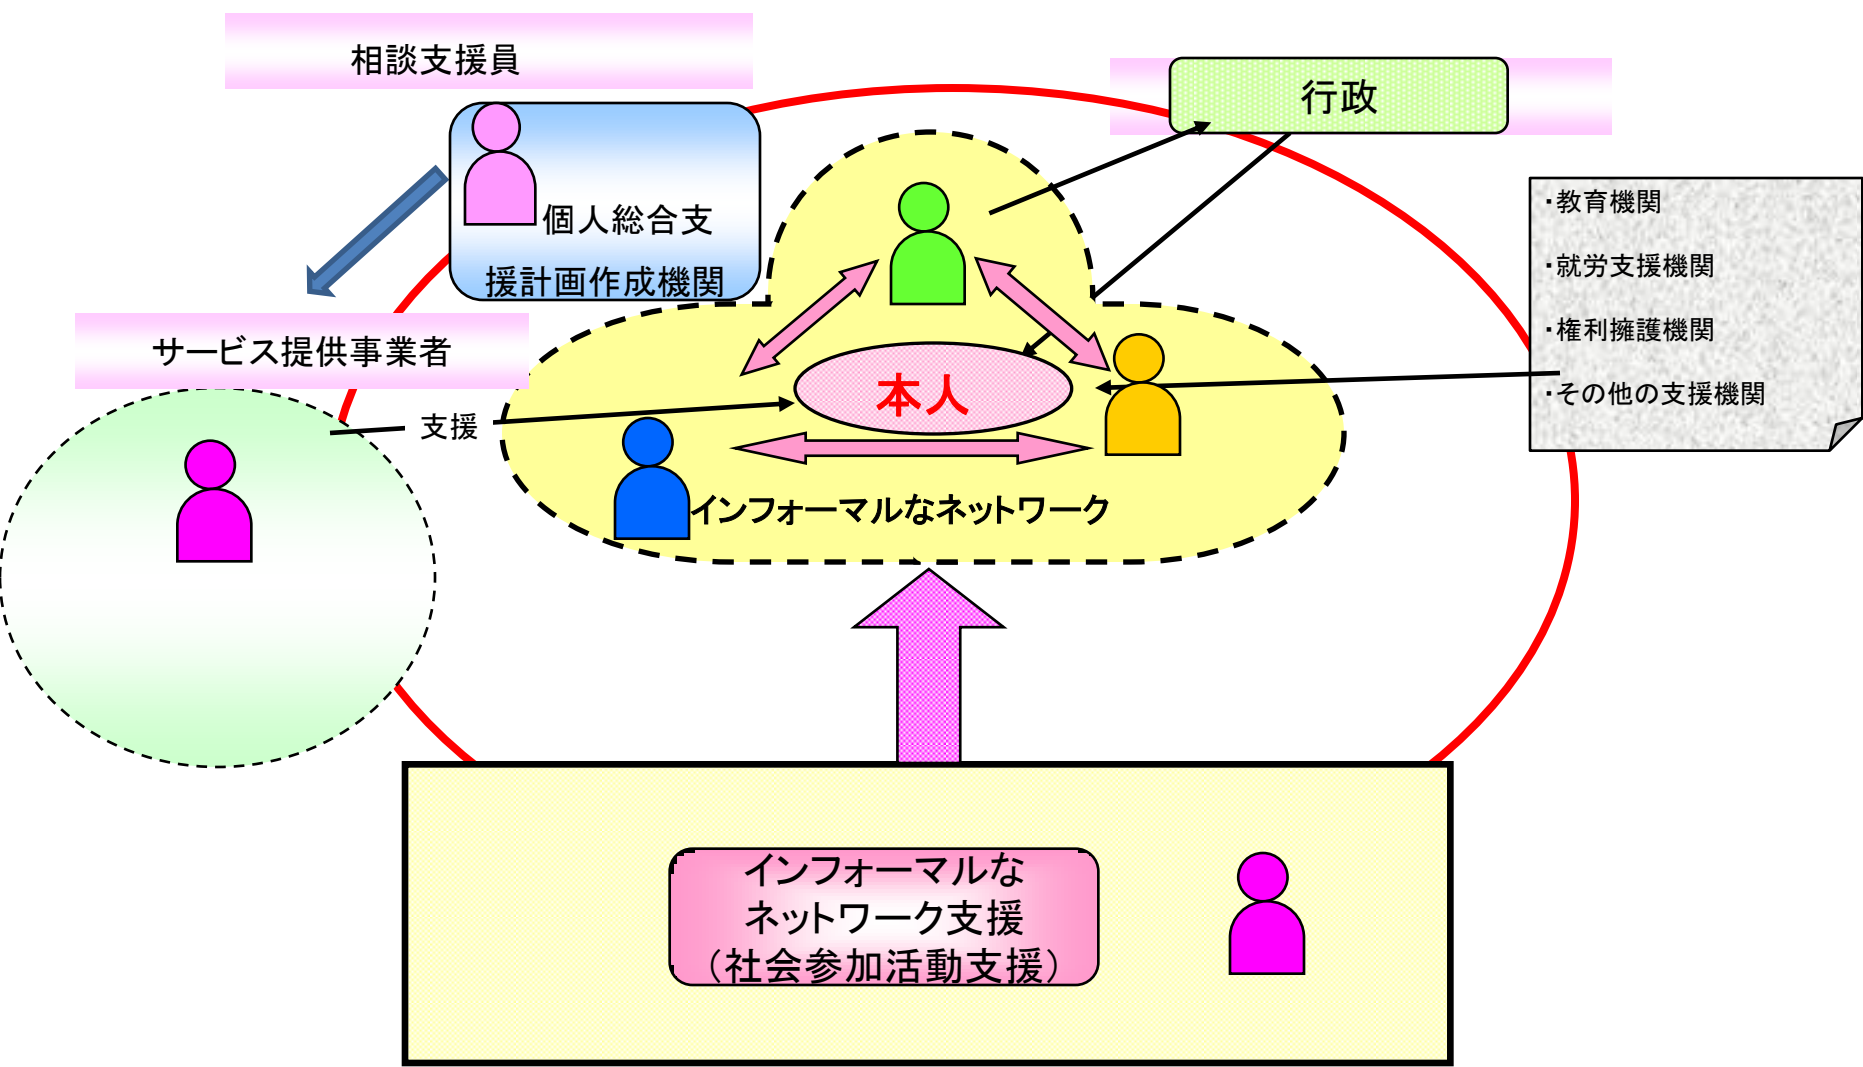 相談支援員
行政
個人総合支
援計画作成機関
・教育機関
・就労支援機関
・権利擁護機関
・その他の支援機関
サービス提供事業者
支援
本人
インフォーマルなネットワーク
インフォーマルな
ネットワーク支援
（社会参加活動支援）